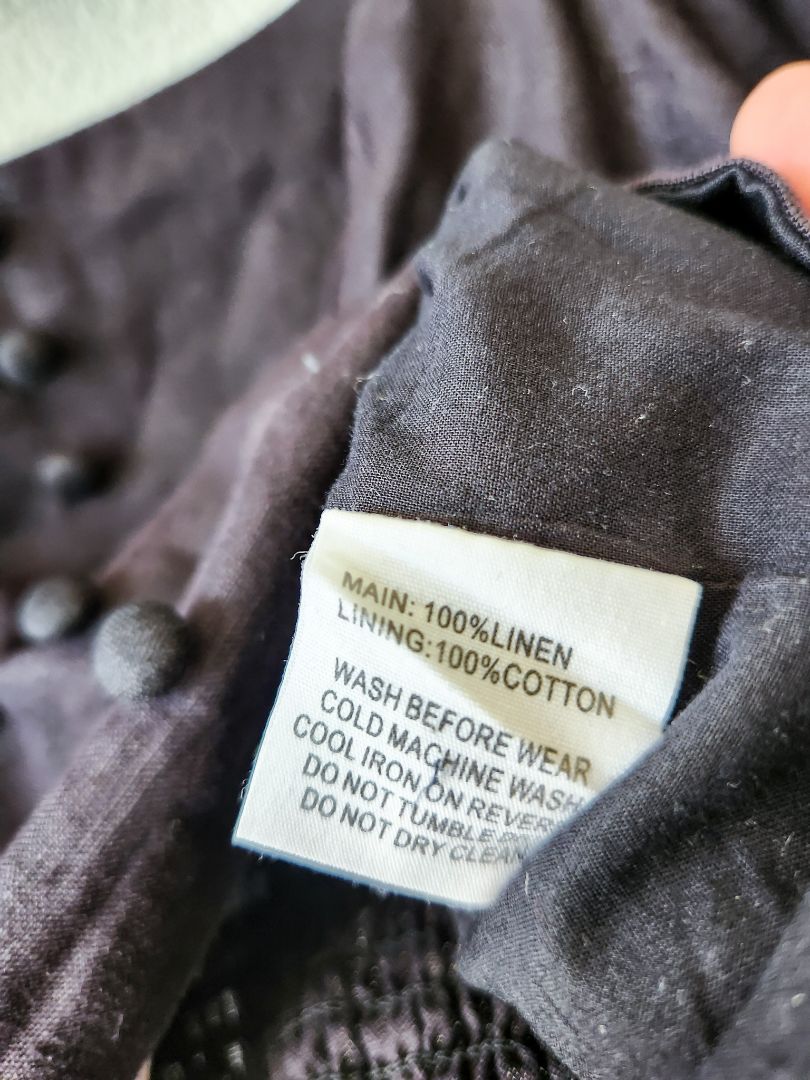 MAIN: 100%LINEN
LINING:100%COTTON
WASH BEFORE WEAR
COLD MACHINE WASH
COOL IRON ON
DO NOT TUMBLE
DO NOT DRY CLEAN